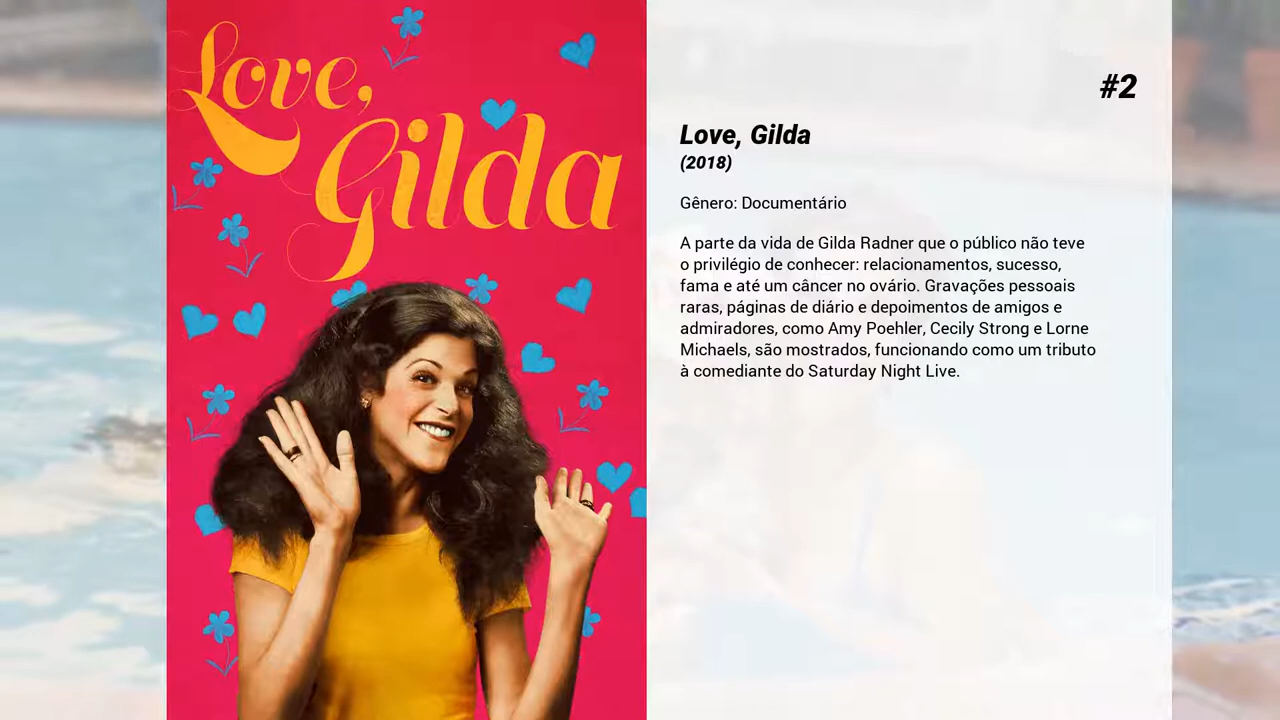 Love,
Gilda
#2
Love, Gilda
(2018)
Gênero: Documentário
A parte da vida de Gilda Radner que o público não teve
o privilégio de conhecer: relacionamentos, sucesso,
fama e até um câncer no ovário. Gravações pessoais
raras, páginas de diário e depoimentos de amigos e
admiradores, como Amy Poehler, Cecily Strong e Lorne
Michaels, são mostrados, funcionando como um tributo
à comediante do Saturday Night Live.